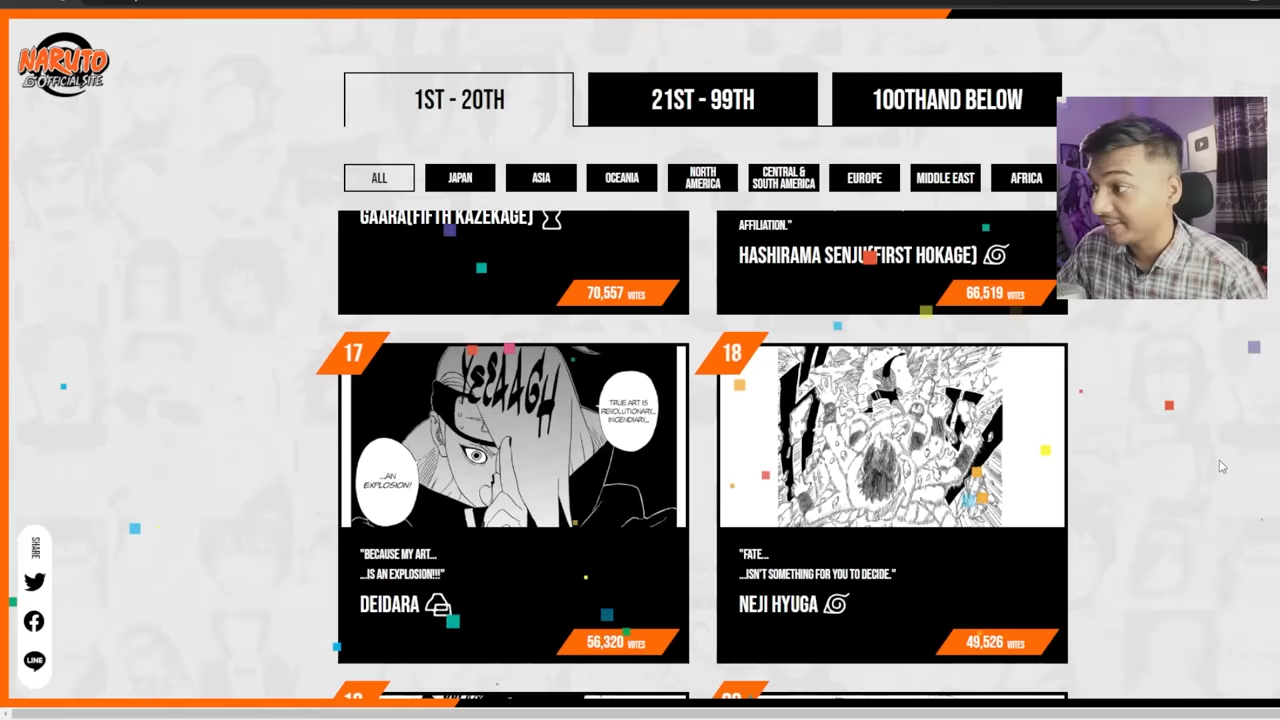 NARUTO
OFFICIAL SITE
1ST - 20TH
21ST - 99TH
100THAND BELOW
ALL
JAPAN
ASIA
OCEANIA
NORTH
AMERICA
CENTRAL &
SOUTH AMERICA
EUROPE
MIDDLE EAST
AFRICA
GAARA(FIFTH KAZEKAGE)
70,557 VOTES
AFFILIATION."
HASHIRAMA SENJU(FIRST HOKAGE)
66,519 VOTES
17
YEEAAGH
TRUE ART IS
REVOLUTIONARY...
INCENDIARY...
...AN
EXPLOSION!
"BECAUSE MY ART...
...IS AN EXPLOSION!!!"
DEIDARA
56,320 VOTES
18
"FATE...
...ISN'T SOMETHING FOR YOU TO DECIDE."
NEJI HYUGA
49,526 VOTES
SHARE
LINE